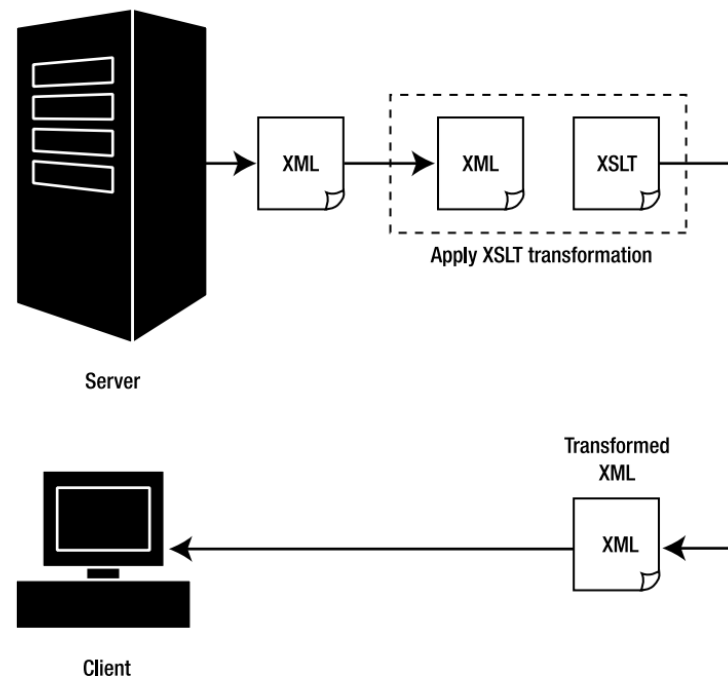 XML
XML
XSLT
Apply XSLT transformation
Server
Transformed
XML
XML
Client